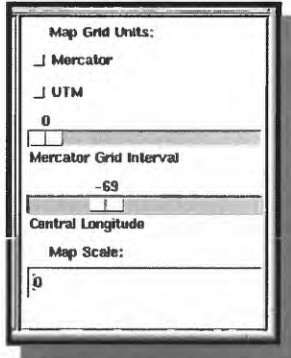 Map Grid Units:
Mercator
UTM
0
Mercator Grid Interval
-69
Central Longitude
Map Scale:
0